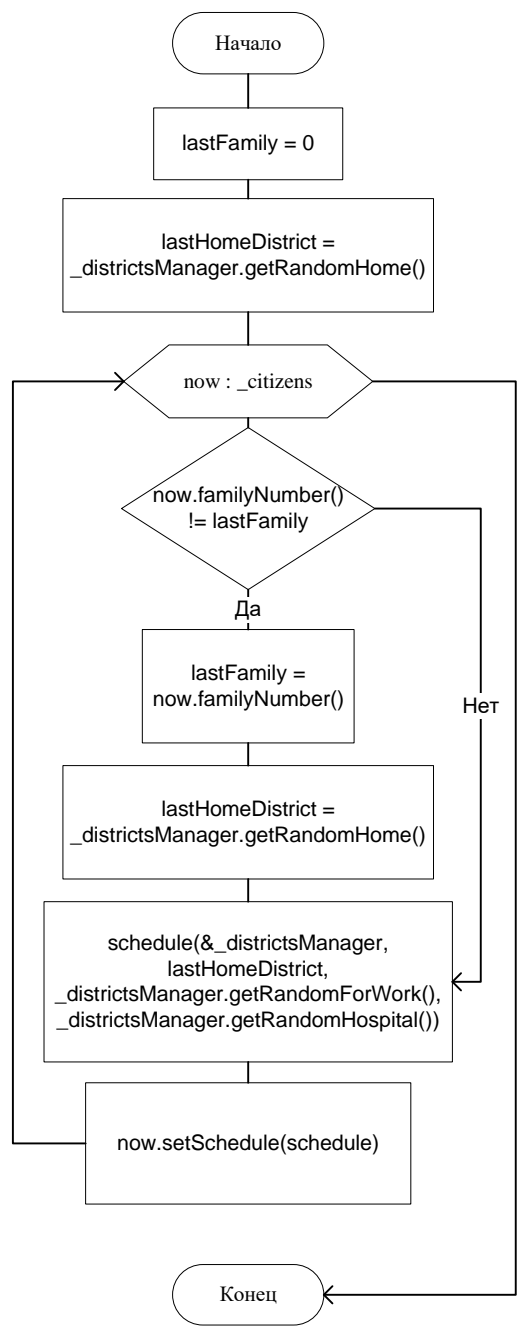 Начало
lastFamily = 0
lastHomeDistrict =
_districtsManager.getRandomHome()
now : _citizens
now.familyNumber()
!= lastFamily
Да
lastFamily =
now.familyNumber()
Нет
lastHomeDistrict =
_districtsManager.getRandomHome()
schedule(&_districtsManager,
lastHomeDistrict,
_districtsManager.getRandomForWork(),
_districtsManager.getRandomHospital())
now.setSchedule(schedule)
Конец